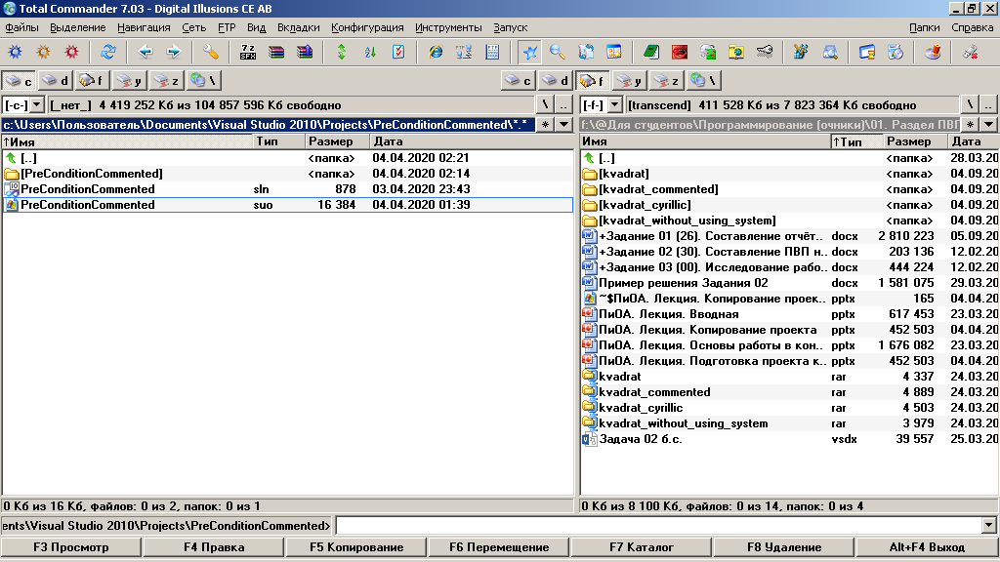 Total Commander 7.03 - Digital Illusions CE AB
Файлы Выделение Навигация Сеть FTP Вид Вкладки Конфигурация Инструменты Запуск Папки Справка
c d f y z \ c d f y z \
[-c-] [_нет_] 4 419 252 Кб из 104 857 596 Кб свободно \ .. [-f-] [transcend] 411 528 Кб из 7 823 364 Кб свободно \ ..
c:\Users\Пользователь\Documents\Visual Studio 2010\Projects\PreConditionCommented\*.* * f:\@Для студентов\Программирование (очники)\01. Раздел ПВП *
↑Имя Тип Размер Дата Имя ↑Тип Размер Дата
[..] <папка> 04.04.2020 02:21 [..] <папка> 28.03.20
[PreConditionCommented] <папка> 04.04.2020 02:14 [kvadrat] <папка> 04.09.20
PreConditionCommented sln 878 03.04.2020 23:43 [kvadrat_commented] <папка> 04.09.20
PreConditionCommented suo 16 384 04.04.2020 01:39 [kvadrat_cyrillic] <папка> 04.09.20
[kvadrat_without_using_system] <папка> 04.09.20
+Задание 01 (26). Составление отчёт.. docx 2 810 223 05.09.20
+Задание 02 (30). Составление ПВП н.. docx 203 136 12.02.20
+Задание 03 (00). Исследование рабо.. docx 444 224 12.02.20
Пример решения Задания 02 docx 1 581 075 29.03.20
~$ПиОА. Лекция. Копирование проек.. pptx 165 04.04.20
ПиОА. Лекция. Вводная pptx 617 453 23.03.20
ПиОА. Лекция. Копирование проекта pptx 452 503 04.04.20
ПиОА. Лекция. Основы работы в кон.. pptx 1 676 082 23.03.20
ПиОА. Лекция. Подготовка проекта к.. pptx 452 503 04.04.20
kvadrat rar 4 337 24.03.20
kvadrat_commented rar 4 889 24.03.20
kvadrat_cyrillic rar 4 503 24.03.20
kvadrat_without_using_system rar 3 979 24.03.20
Задача 02 б.с. vsdx 39 557 25.03.20
0 Кб из 16 Кб, файлов: 0 из 2, папок: 0 из 1 0 Кб из 8 100 Кб, файлов: 0 из 14, папок: 0 из 4
ents\Visual Studio 2010\Projects\PreConditionCommented>
F3 Просмотр F4 Правка F5 Копирование F6 Перемещение F7 Каталог F8 Удаление Alt+F4 Выход